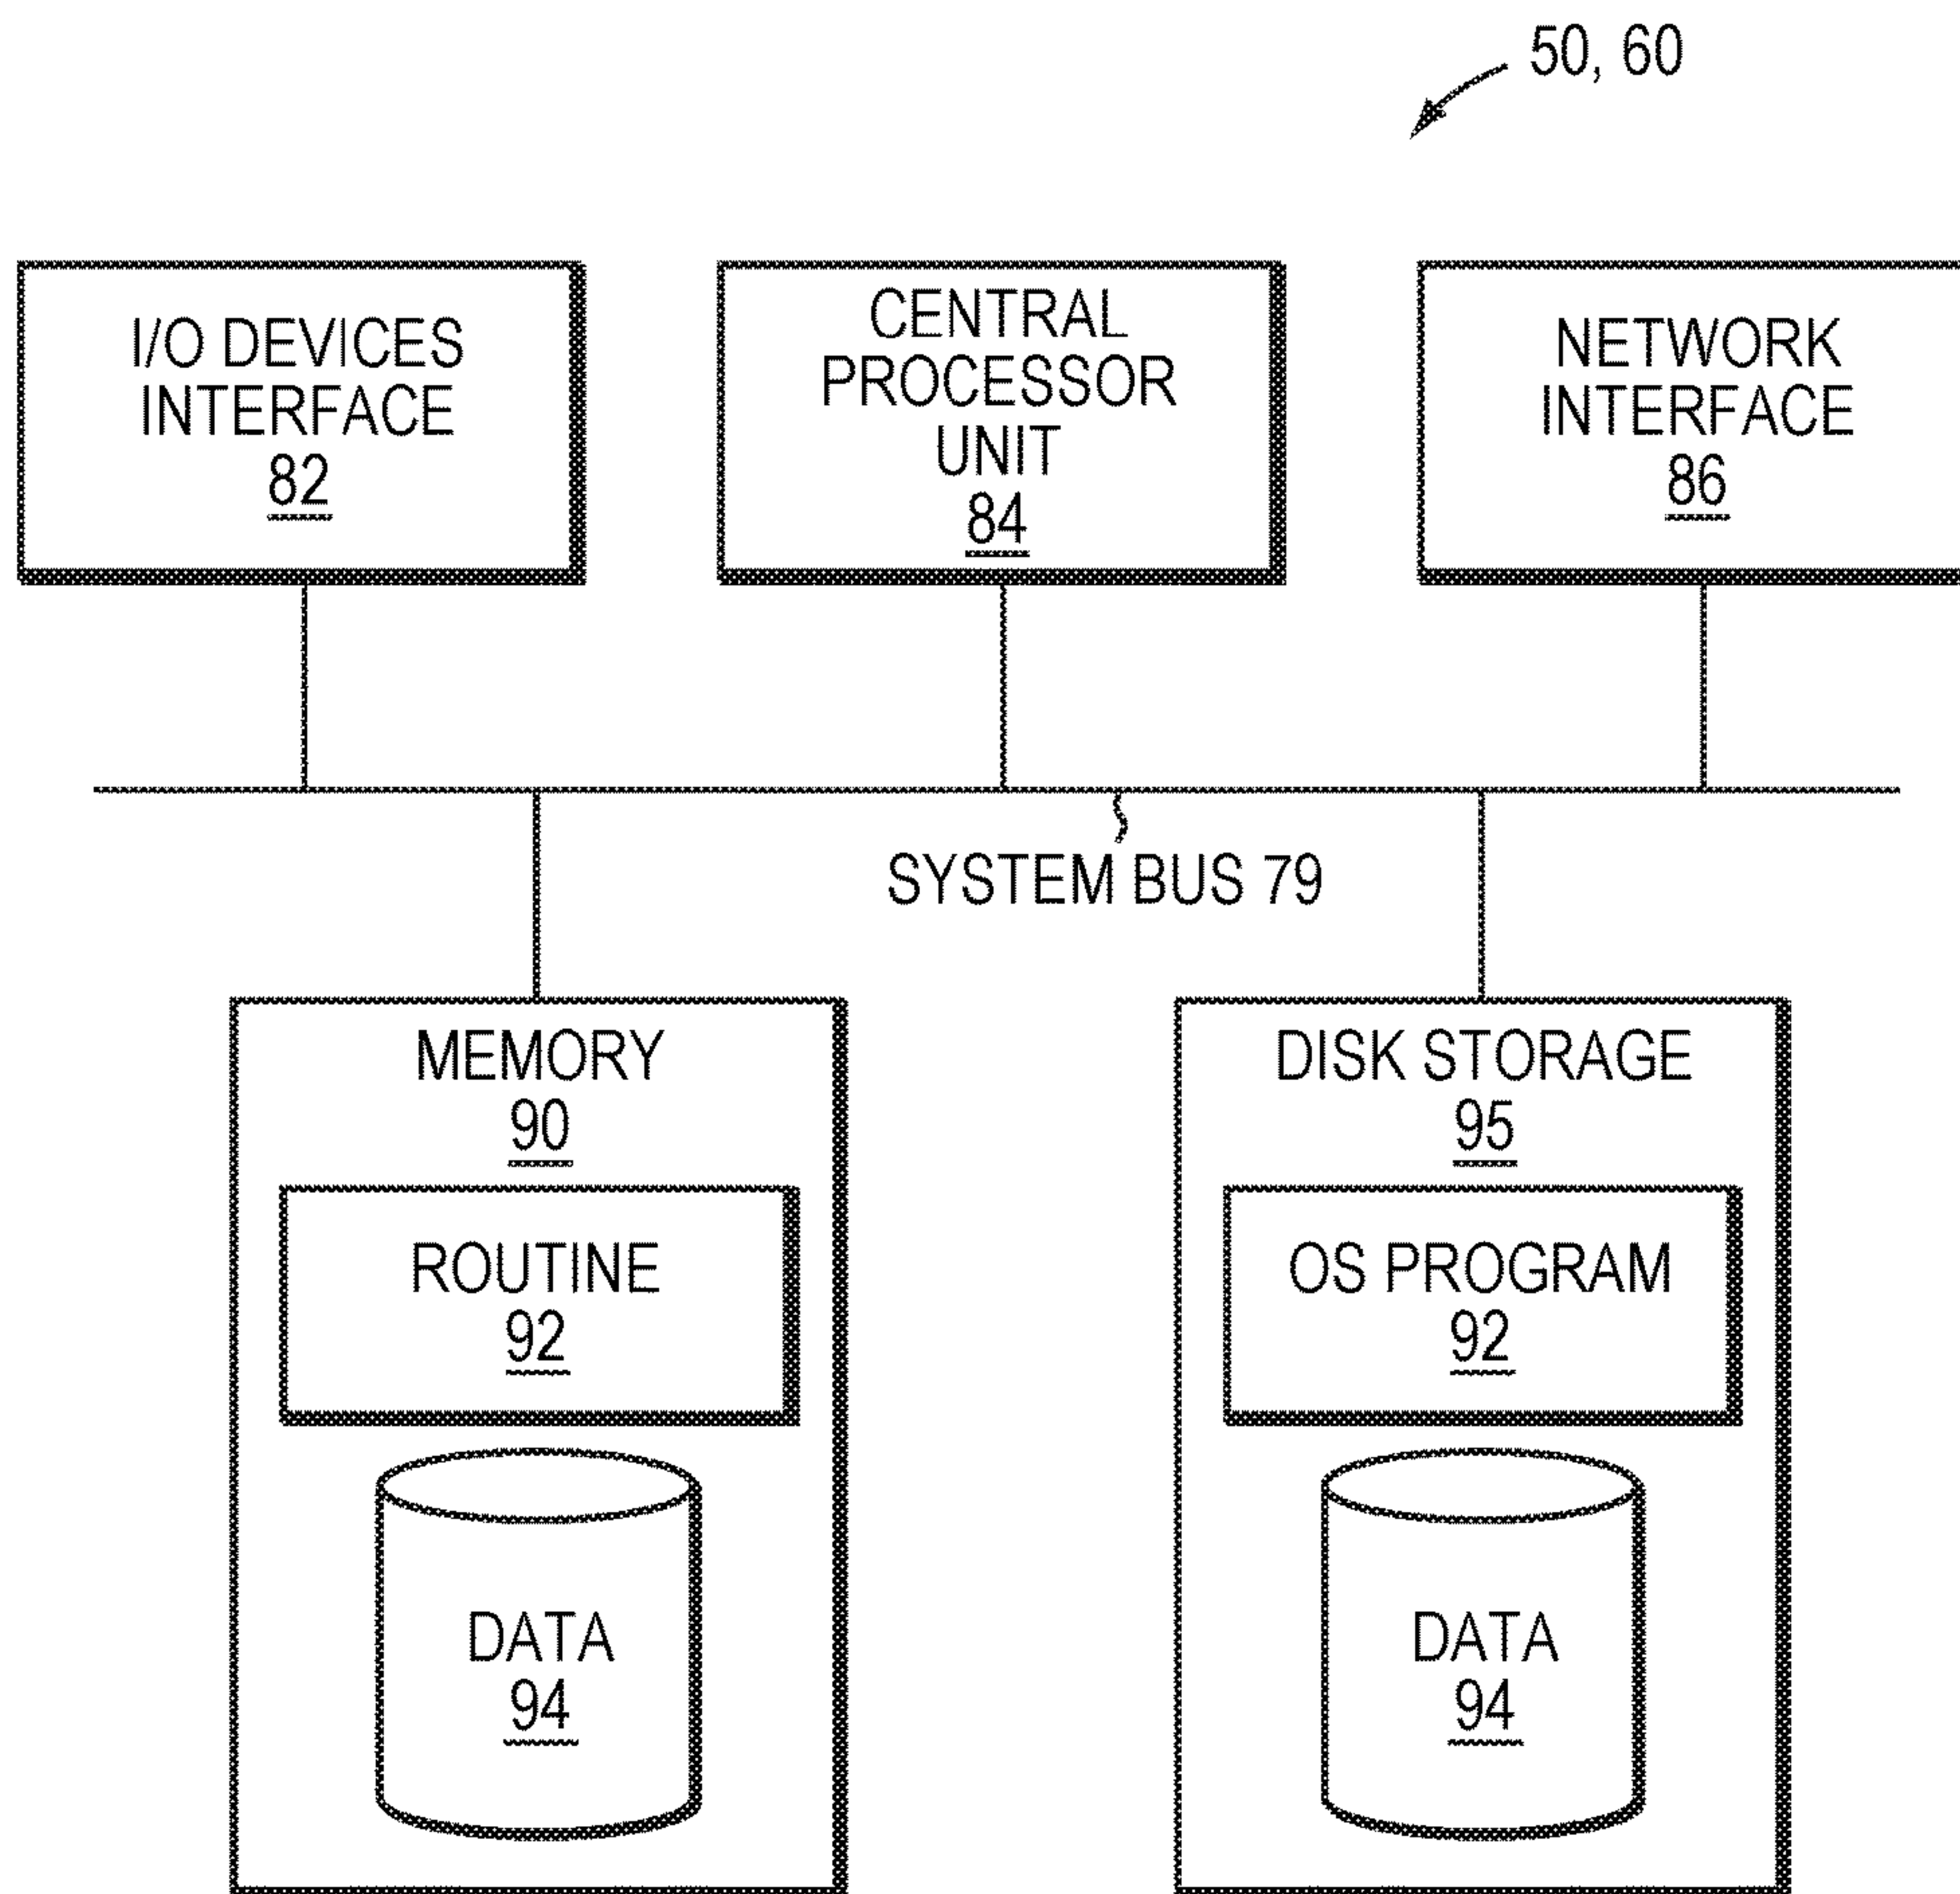 50, 60
I/O DEVICES
INTERFACE
82
CENTRAL
PROCESSOR
UNIT
84
NETWORK
INTERFACE
86
SYSTEM BUS 79
MEMORY
90
ROUTINE
92
DATA
94
DISK STORAGE
95
OS PROGRAM
92
DATA
94